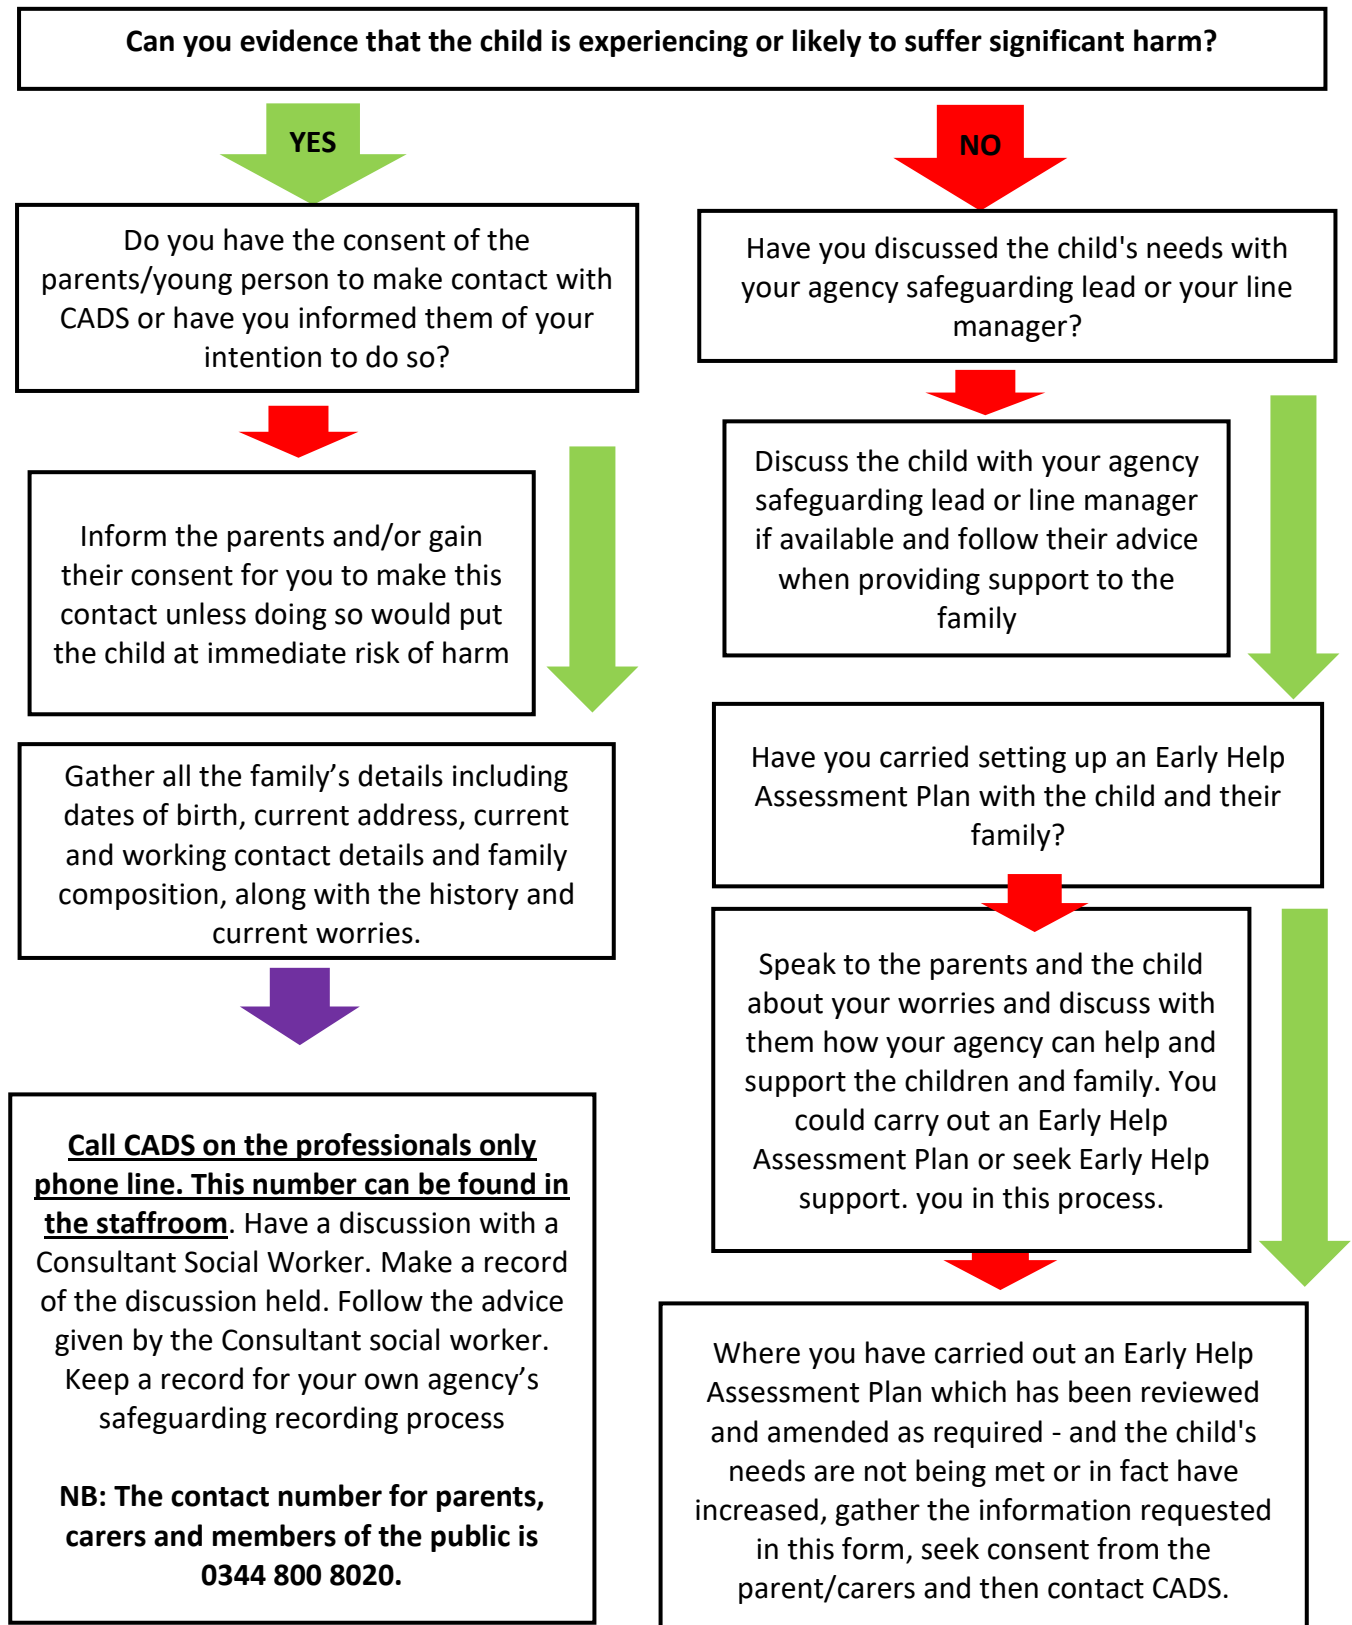 Can you evidence that the child is experiencing or likely to suffer significant harm?
YES
Do you have the consent of the
parents/young person to make contact with
CADS or have you informed them of your
intention to do so?
Inform the parents and/or gain
their consent for you to make this
contact unless doing so would put
the child at immediate risk of harm
Gather all the family’s details including
dates of birth, current address, current
and working contact details and family
composition, along with the history and
current worries.
Call CADS on the professionals only
phone line. This number can be found in
the staffroom. Have a discussion with a
Consultant Social Worker. Make a record
of the discussion held. Follow the advice
given by the Consultant social worker.
Keep a record for your own agency’s
safeguarding recording process
NB: The contact number for parents,
carers and members of the public is
0344 800 8020.
NO
Have you discussed the child's needs with
your agency safeguarding lead or your line
manager?
Discuss the child with your agency
safeguarding lead or line manager
if available and follow their advice
when providing support to the
family
Have you carried setting up an Early Help
Assessment Plan with the child and their
family?
Speak to the parents and the child
about your worries and discuss with
them how your agency can help and
support the children and family. You
could carry out an Early Help
Assessment Plan or seek Early Help
support. you in this process.
Where you have carried out an Early Help
Assessment Plan which has been reviewed
and amended as required - and the child's
needs are not being met or in fact have
increased, gather the information requested
in this form, seek consent from the
parent/carers and then contact CADS.